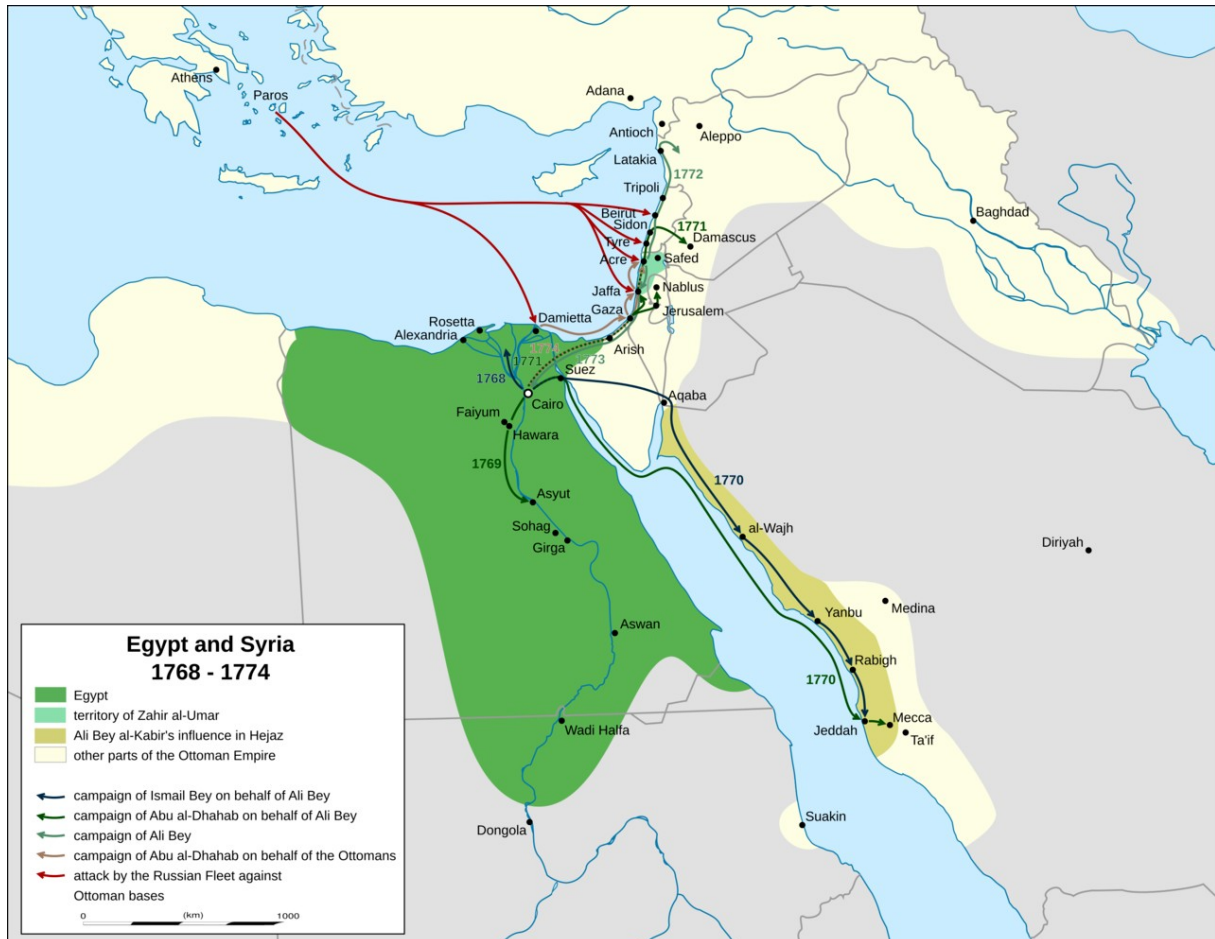 Athens
Paros
Adana
Antioch
Aleppo
Latakia
1772
Tripoli
Beirut
Sidon
1771
Baghdad
Tyre
Damascus
Acre
Safed
Jaffa
Nablus
Gaza
Jerusalem
Rosetta
Damietta
Alexandria
Arish
1771
1773
1768
Suez
Cairo
Aqaba
Faiyum
Hawara
1769
1770
Asyut
Sohag
al-Wajh
Girga
Diriyah
Medina
Yanbu
Aswan
Rabigh
1770
Mecca
Jeddah
Ta'if
Wadi Halfa
Suakin
Dongola
Egypt and Syria
1768 - 1774
Egypt
territory of Zahir al-Umar
Ali Bey al-Kabir's influence in Hejaz
other parts of the Ottoman Empire
campaign of Ismail Bey on behalf of Ali Bey
campaign of Abu al-Dhahab on behalf of Ali Bey
campaign of Ali Bey
campaign of Abu al-Dhahab on behalf of the Ottomans
attack by the Russian Fleet against
Ottoman bases
0 (km) 1000